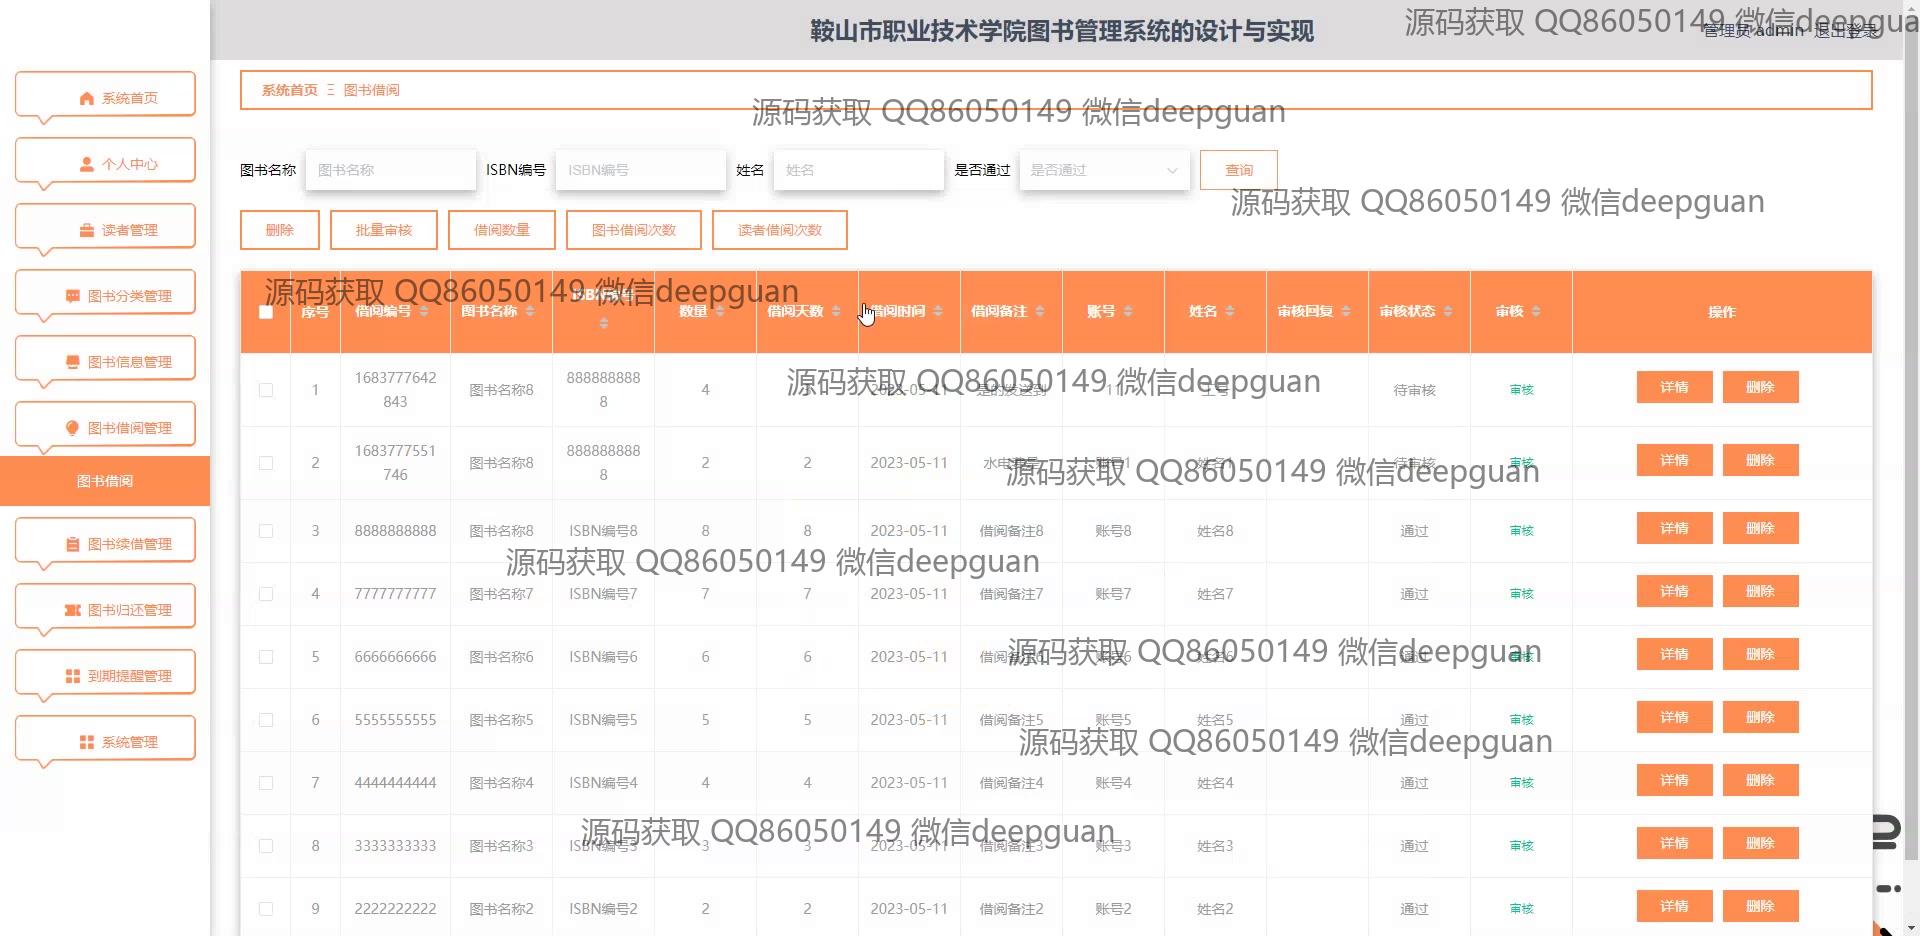 鞍山市职业技术学院图书管理系统的设计与实现
源码获取 QQ86050149 微信deepgua
管理员 admin 退出登录
系统首页
个人中心
读者管理
图书分类管理
图书信息管理
图书借阅管理
图书借阅
图书续借管理
图书归还管理
到期提醒管理
系统管理
系统首页 Ξ 图书借阅
源码获取 QQ86050149 微信deepguan
图书名称 图书名称 ISBN编号 ISBN编号 姓名 姓名 是否通过 是否通过 查询
源码获取 QQ86050149 微信deepguan
删除 批量审核 借阅数量 图书借阅次数 读者借阅次数
源码获取 QQ86050149 微信deepguan
序号 借阅编号 图书名称 ISBN编号 数量 借阅天数 借阅时间 借阅备注 账号 姓名 审核回复 审核状态 审核 操作
1 1683777642843 图书名称8 8888888888 4 2023-05-11 是的发送到 待审核 审核 详情 删除
源码获取 QQ86050149 微信deepguan
2 1683777551746 图书名称8 8888888888 2 2 2023-05-11 账号1 姓名1 待审核 审核 详情 删除
源码获取 QQ86050149 微信deepguan
3 8888888888 图书名称8 ISBN编号8 8 8 2023-05-11 借阅备注8 账号8 姓名8 通过 审核 详情 删除
源码获取 QQ86050149 微信deepguan
4 7777777777 图书名称7 ISBN编号7 7 7 2023-05-11 借阅备注7 账号7 姓名7 通过 审核 详情 删除
5 6666666666 图书名称6 ISBN编号6 6 6 2023-05-11 借阅备注6 账号6 姓名6 通过 审核 详情 删除
源码获取 QQ86050149 微信deepguan
6 5555555555 图书名称5 ISBN编号5 5 5 2023-05-11 借阅备注5 账号5 姓名5 通过 审核 详情 删除
源码获取 QQ86050149 微信deepguan
7 4444444444 图书名称4 ISBN编号4 4 4 2023-05-11 借阅备注4 账号4 姓名4 通过 审核 详情 删除
源码获取 QQ86050149 微信deepguan
8 3333333333 图书名称3 ISBN编号3 3 3 2023-05-11 借阅备注3 账号3 姓名3 通过 审核 详情 删除
9 2222222222 图书名称2 ISBN编号2 2 2 2023-05-11 借阅备注2 账号2 姓名2 通过 审核 详情 删除